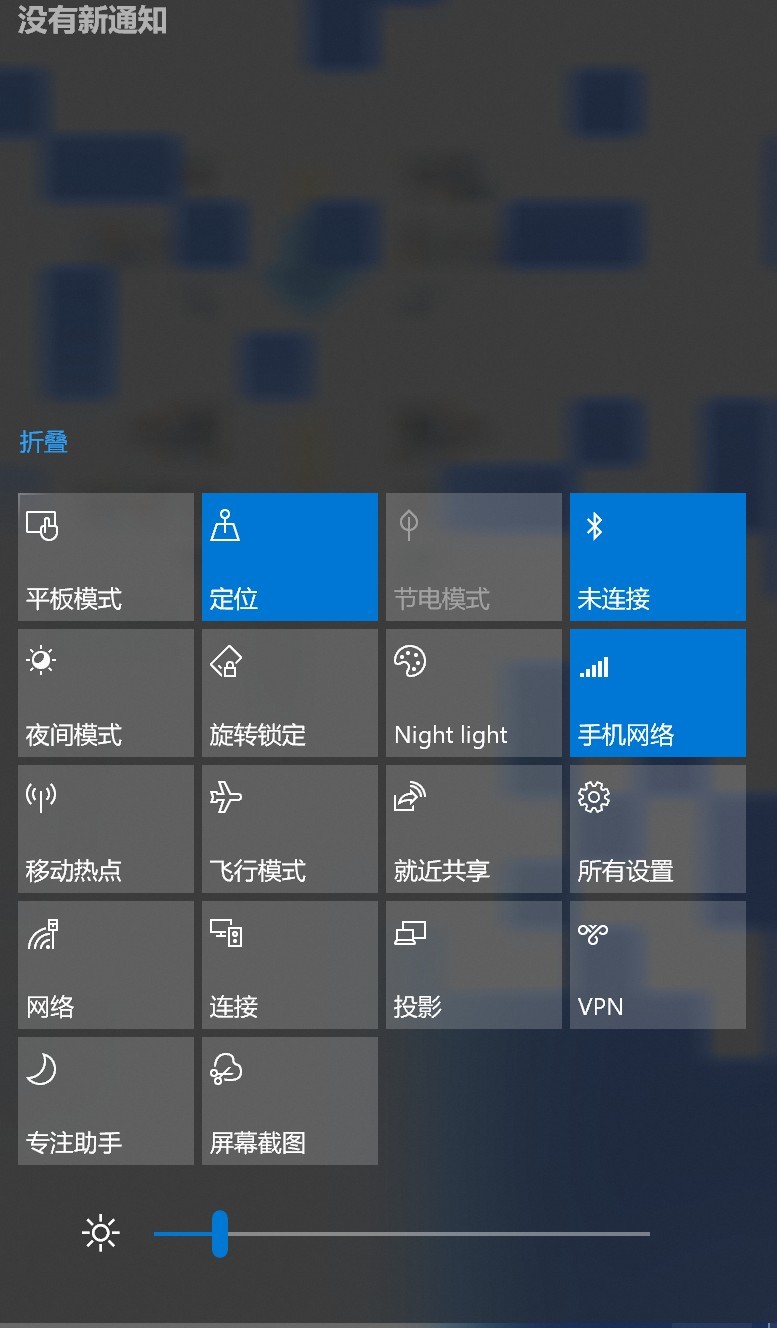 没有新通知
折叠
平板模式
定位
节电模式
未连接
夜间模式
旋转锁定
Night light
手机网络
移动热点
飞行模式
就近共享
所有设置
网络
连接
投影
VPN
专注助手
屏幕截图